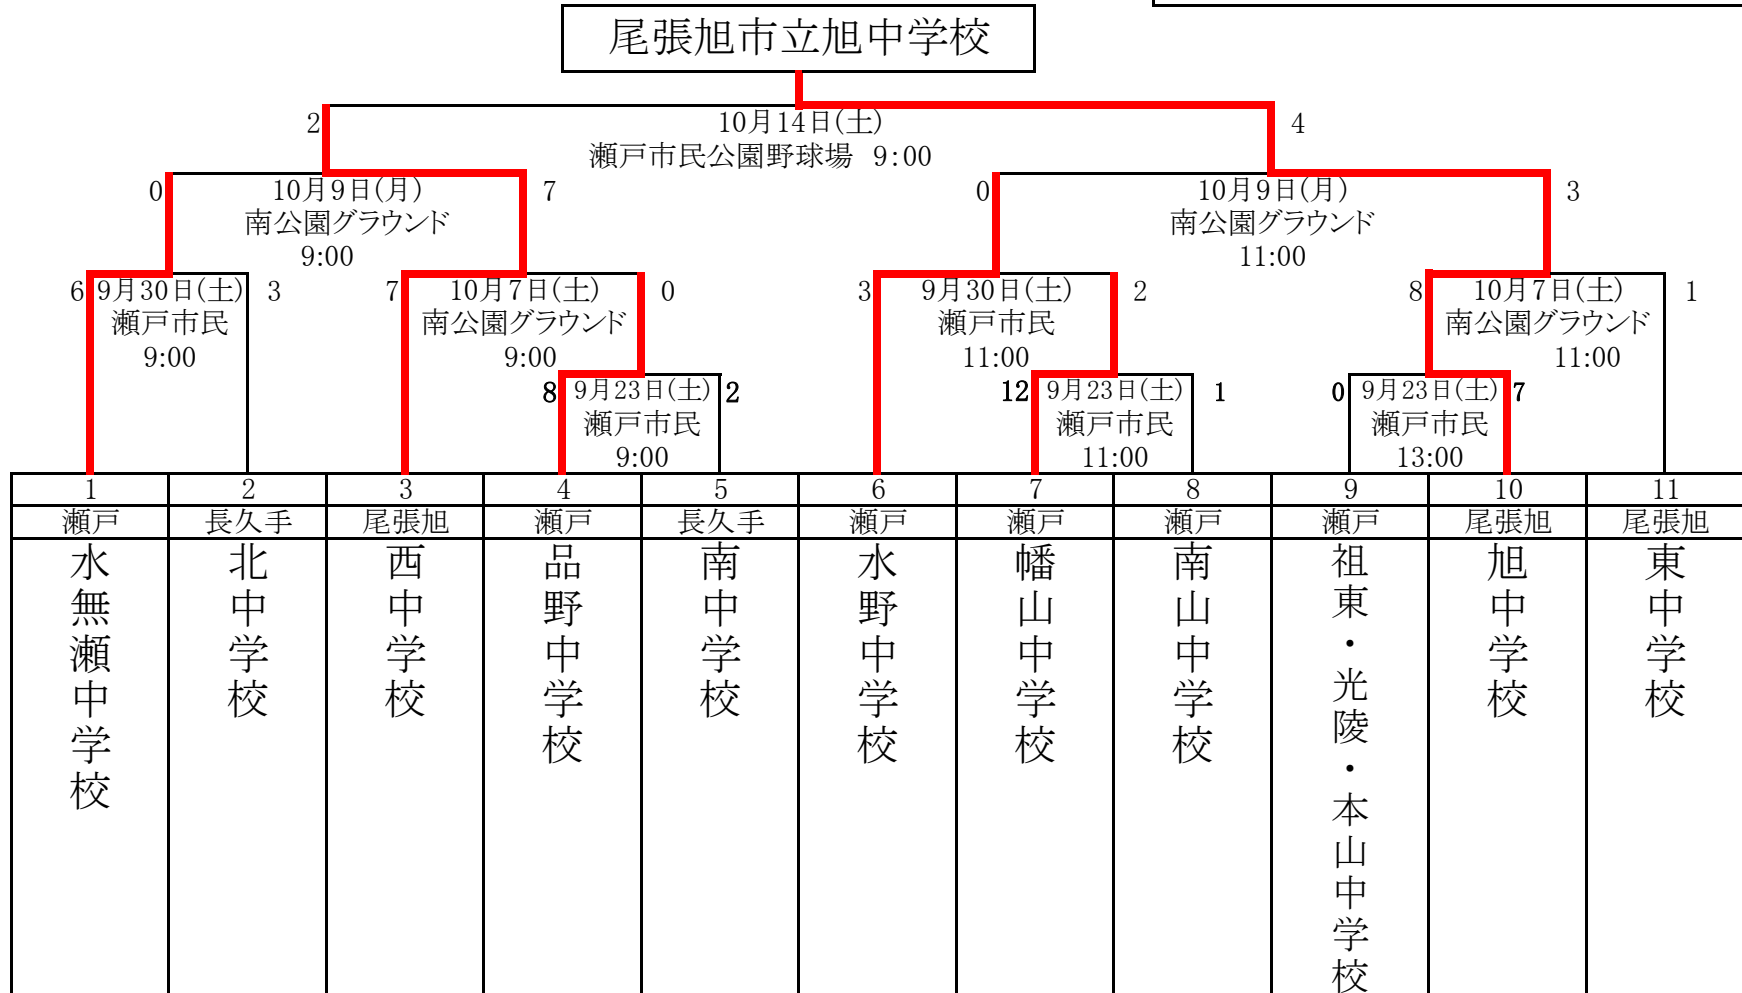 尾張旭市立旭中学校
2
10月14日(土)
4
瀬戸市民公園野球場 9:00
0
10月9日(月)
7
0
10月9日(月)
3
南公園グラウンド
南公園グラウンド
9:00
11:00
6
9月30日(土)
3
7
10月7日(土)
0
3
9月30日(土)
2
8
10月7日(土)
1
瀬戸市民
南公園グラウンド
瀬戸市民
南公園グラウンド
9:00
9:00
11:00
11:00
8
9月23日(土)
2
12
9月23日(土)
1
0
9月23日(土)
7
瀬戸市民
瀬戸市民
瀬戸市民
9:00
11:00
13:00
1
2
3
4
5
6
7
8
9
10
11
瀬戸
長久手
尾張旭
瀬戸
長久手
瀬戸
瀬戸
瀬戸
瀬戸
尾張旭
尾張旭
水無瀬中学校
北中学校
西中学校
品野中学校
南中学校
水野中学校
幡山中学校
南山中学校
祖東・光陵・本山中学校
旭中学校
東中学校